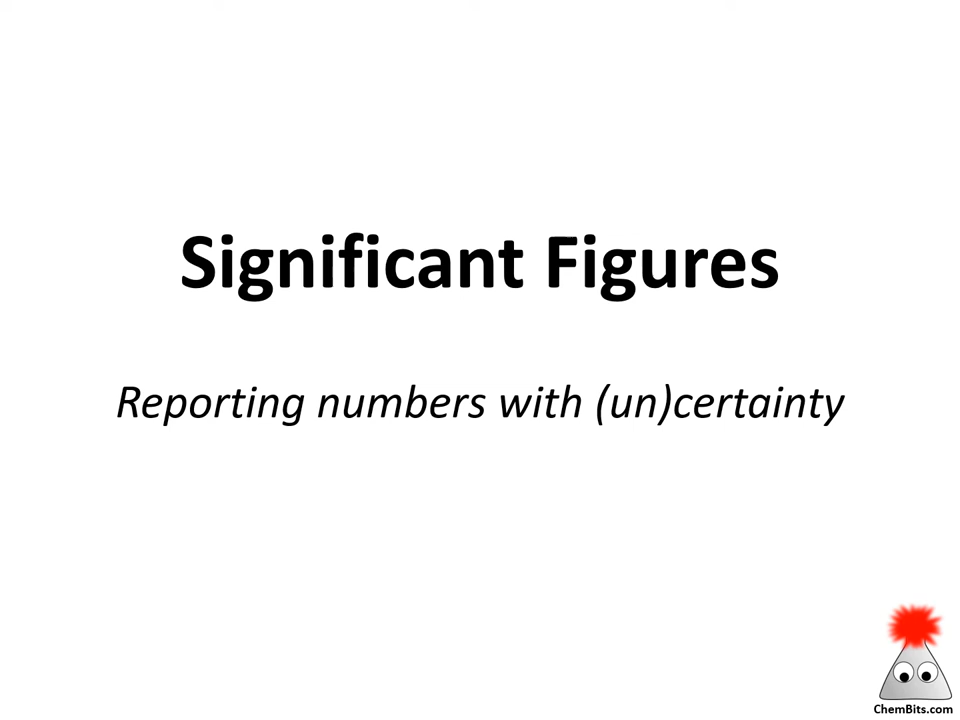 Significant Figures
Reporting numbers with (un)certainty
ChemBits.com